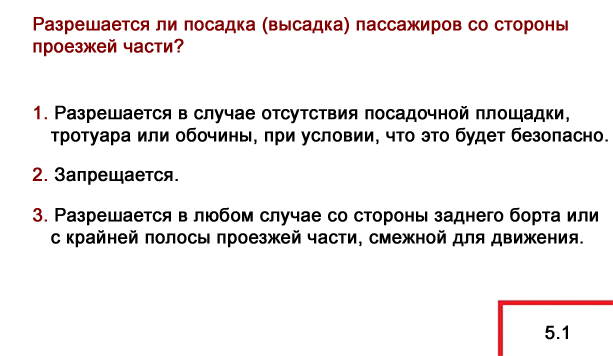 Разрешается ли посадка (высадка) пассажиров со стороны
проезжей части?
1. Разрешается в случае отсутствия посадочной площадки,
тротуара или обочины, при условии, что это будет безопасно.
2. Запрещается.
3. Разрешается в любом случае со стороны заднего борта или
с крайней полосы проезжей части, смежной для движения.
5.1